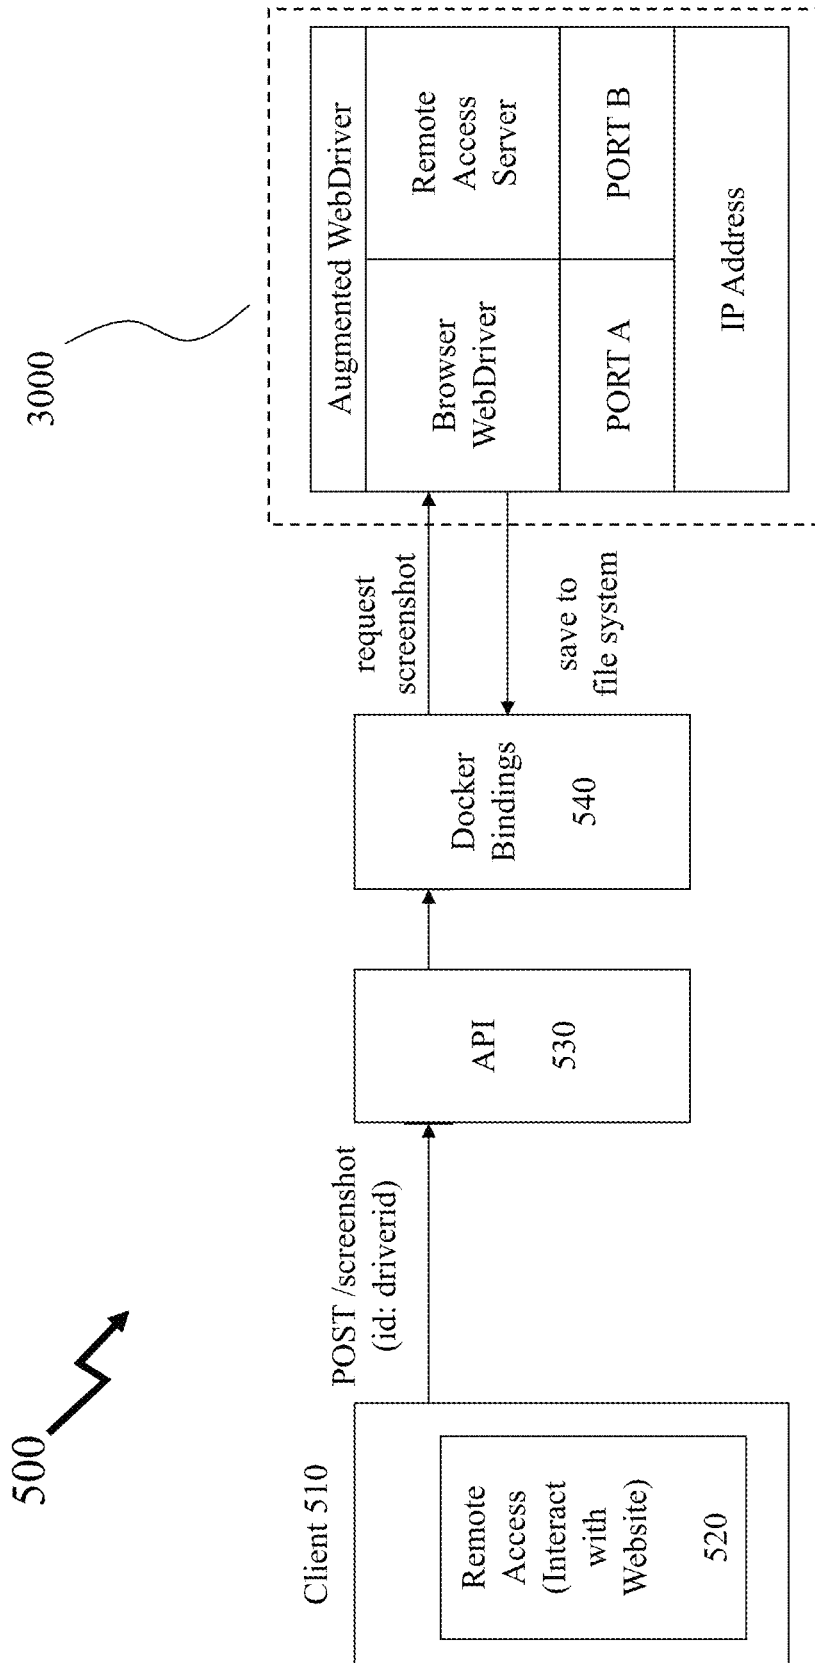 500
3000
Client 510
Remote
Access
(Interact
with
Website)
520
POST /screenshot
(id: driverid)
API
530
Docker
Bindings
540
request
screenshot
save to
file system
Augmented WebDriver
Browser
WebDriver
Remote
Access
Server
PORT A
PORT B
IP Address